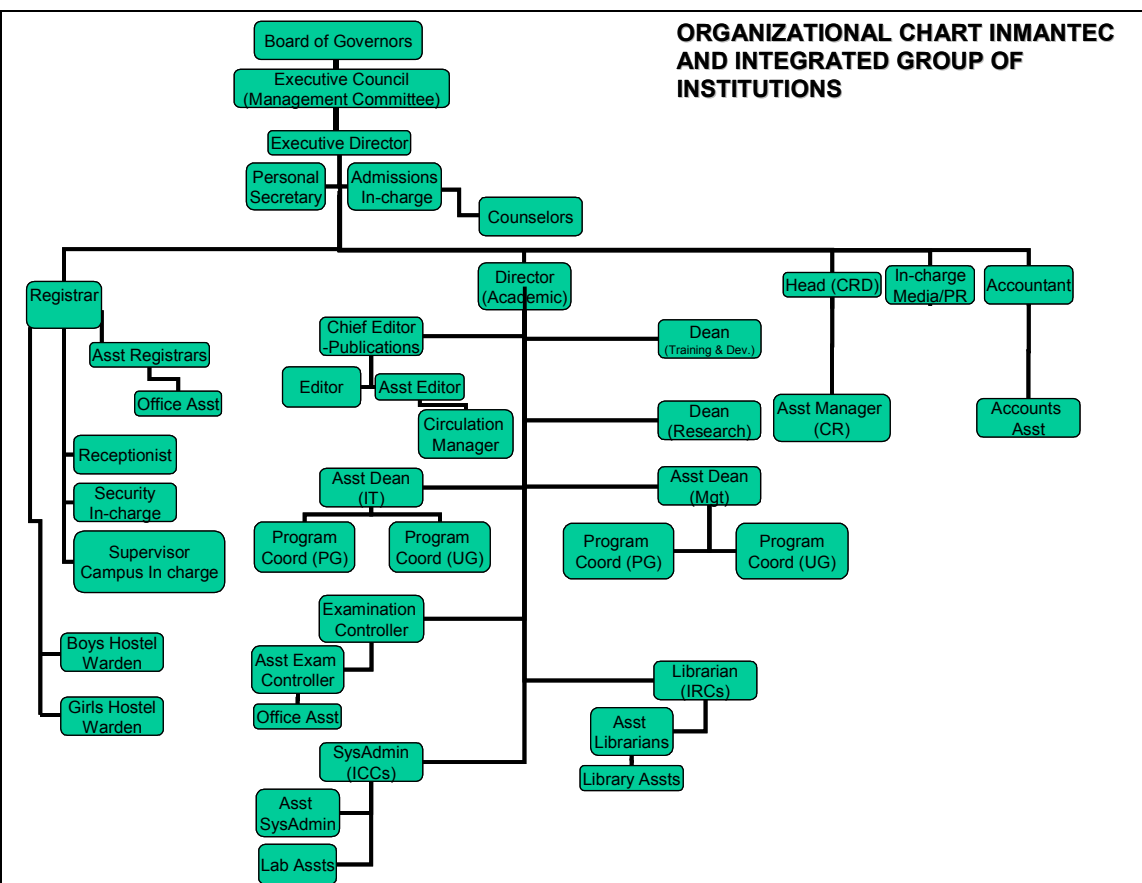 ORGANIZATIONAL CHART INMANTEC
AND INTEGRATED GROUP OF
INSTITUTIONS
Board of Governors
Executive Council
(Management Committee)
Executive Director
Personal
Secretary
Admissions
In-charge
Counselors
Registrar
Asst Registrars
Office Asst
Receptionist
Security
In-charge
Supervisor
Campus In charge
Boys Hostel
Warden
Girls Hostel
Warden
Director
(Academic)
Chief Editor
-Publications
Editor
Asst Editor
Circulation
Manager
Asst Dean
(IT)
Program
Coord (PG)
Program
Coord (UG)
Examination
Controller
Asst Exam
Controller
Office Asst
SysAdmin
(ICCs)
Asst
SysAdmin
Lab Assts
Dean
(Training & Dev.)
Dean
(Research)
Asst Dean
(Mgt)
Program
Coord (PG)
Program
Coord (UG)
Librarian
(IRCs)
Asst
Librarians
Library Assts
Head (CRD)
Asst Manager
(CR)
In-charge
Media/PR
Accountant
Accounts
Asst